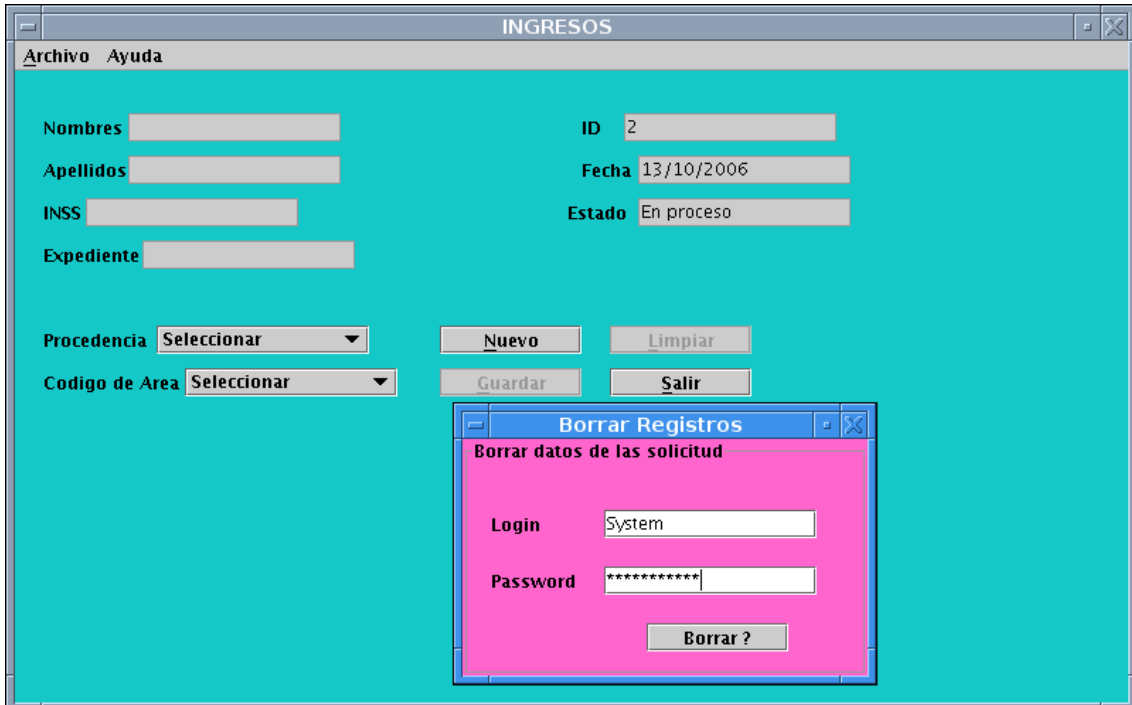 INGRESOS
Archivo Ayuda
Nombres ID 2
Apellidos Fecha 13/10/2006
INSS Estado En proceso
Expediente
Procedencia Seleccionar Nuevo Limpiar
Codigo de Area Seleccionar Guardar Salir
Borrar Registros
Borrar datos de las solicitud
Login System
Password ***********
Borrar ?